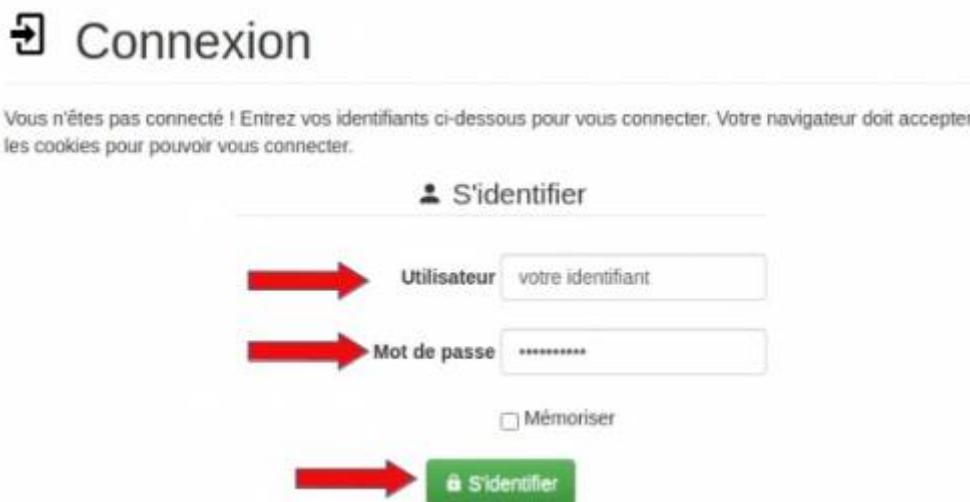 Connexion
Vous n'êtes pas connecté ! Entrez vos identifiants ci-dessous pour vous connecter. Votre navigateur doit accepter
les cookies pour pouvoir vous connecter.
S'identifier
Utilisateur votre identifiant
Mot de passe ••••••••••
Mémoriser
S'identifier